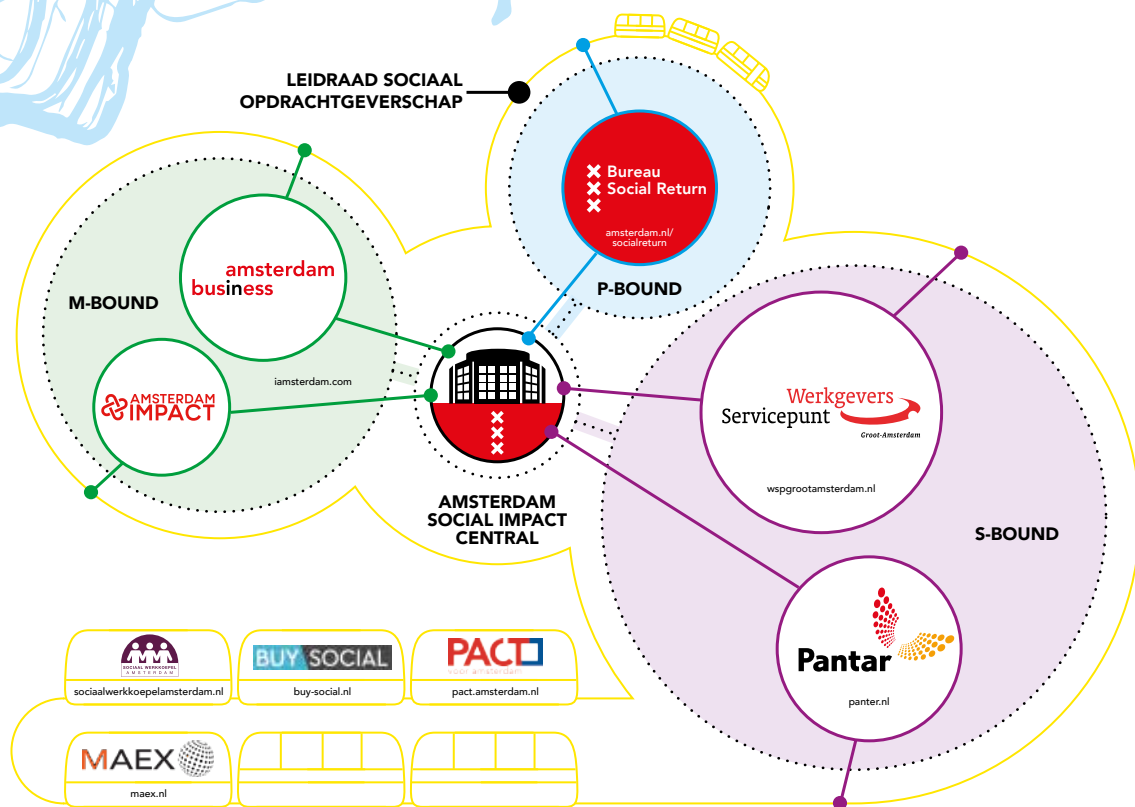 LEIDRAAD SOCIAAL
OPDRACHTGEVERSCHAP
Bureau
Social Return
amsterdam.nl/
socialreturn
P-BOUND
M-BOUND
amsterdam
business
iamsterdam.com
AMSTERDAM
IMPACT
AMSTERDAM
SOCIAL IMPACT
CENTRAL
Werkgevers
Servicepunt
Groot-Amsterdam
wspgrootamsterdam.nl
S-BOUND
Pantar
panter.nl
SOCIAAL WERKKOEPEL
AMSTERDAM
sociaalwerkkoepelamsterdam.nl
BUY SOCIAL
buy-social.nl
PACT
voor amsterdam
pact.amsterdam.nl
MAEX
maex.nl